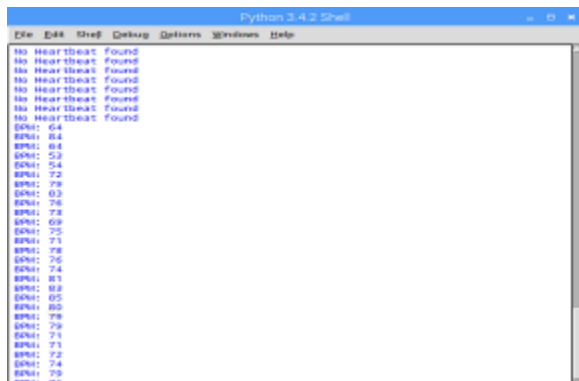 Python 3.4.2 Shell
File Edit Shell Debug Options Windows Help
No Heartbeat found
No Heartbeat found
No Heartbeat found
No Heartbeat found
No Heartbeat found
No Heartbeat found
No Heartbeat found
No Heartbeat found
BPM: 64
BPM: 84
BPM: 64
BPM: 53
BPM: 54
BPM: 72
BPM: 79
BPM: 83
BPM: 76
BPM: 73
BPM: 69
BPM: 75
BPM: 71
BPM: 78
BPM: 76
BPM: 74
BPM: 81
BPM: 83
BPM: 85
BPM: 80
BPM: 79
BPM: 79
BPM: 71
BPM: 71
BPM: 72
BPM: 74
BPM: 79